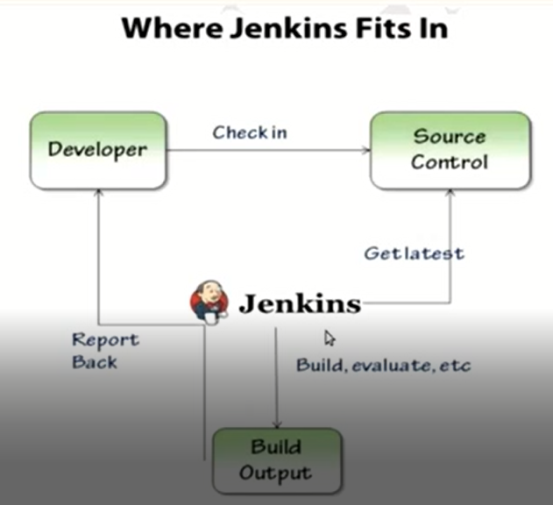 Where Jenkins Fits In
Developer
Check in
Source
Control
Get latest
Jenkins
Report
Back
Build, evaluate, etc
Build
Output